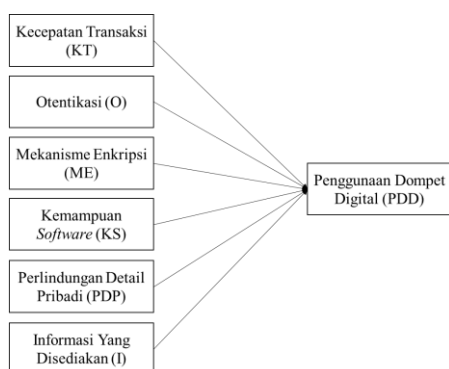 Kecepatan Transaksi
(KT)
Otentikasi (O)
Mekanisme Enkripsi
(ME)
Kemampuan
Software (KS)
Perlindungan Detail
Pribadi (PDP)
Informasi Yang
Disediakan (I)
Penggunaan Dompet
Digital (PDD)